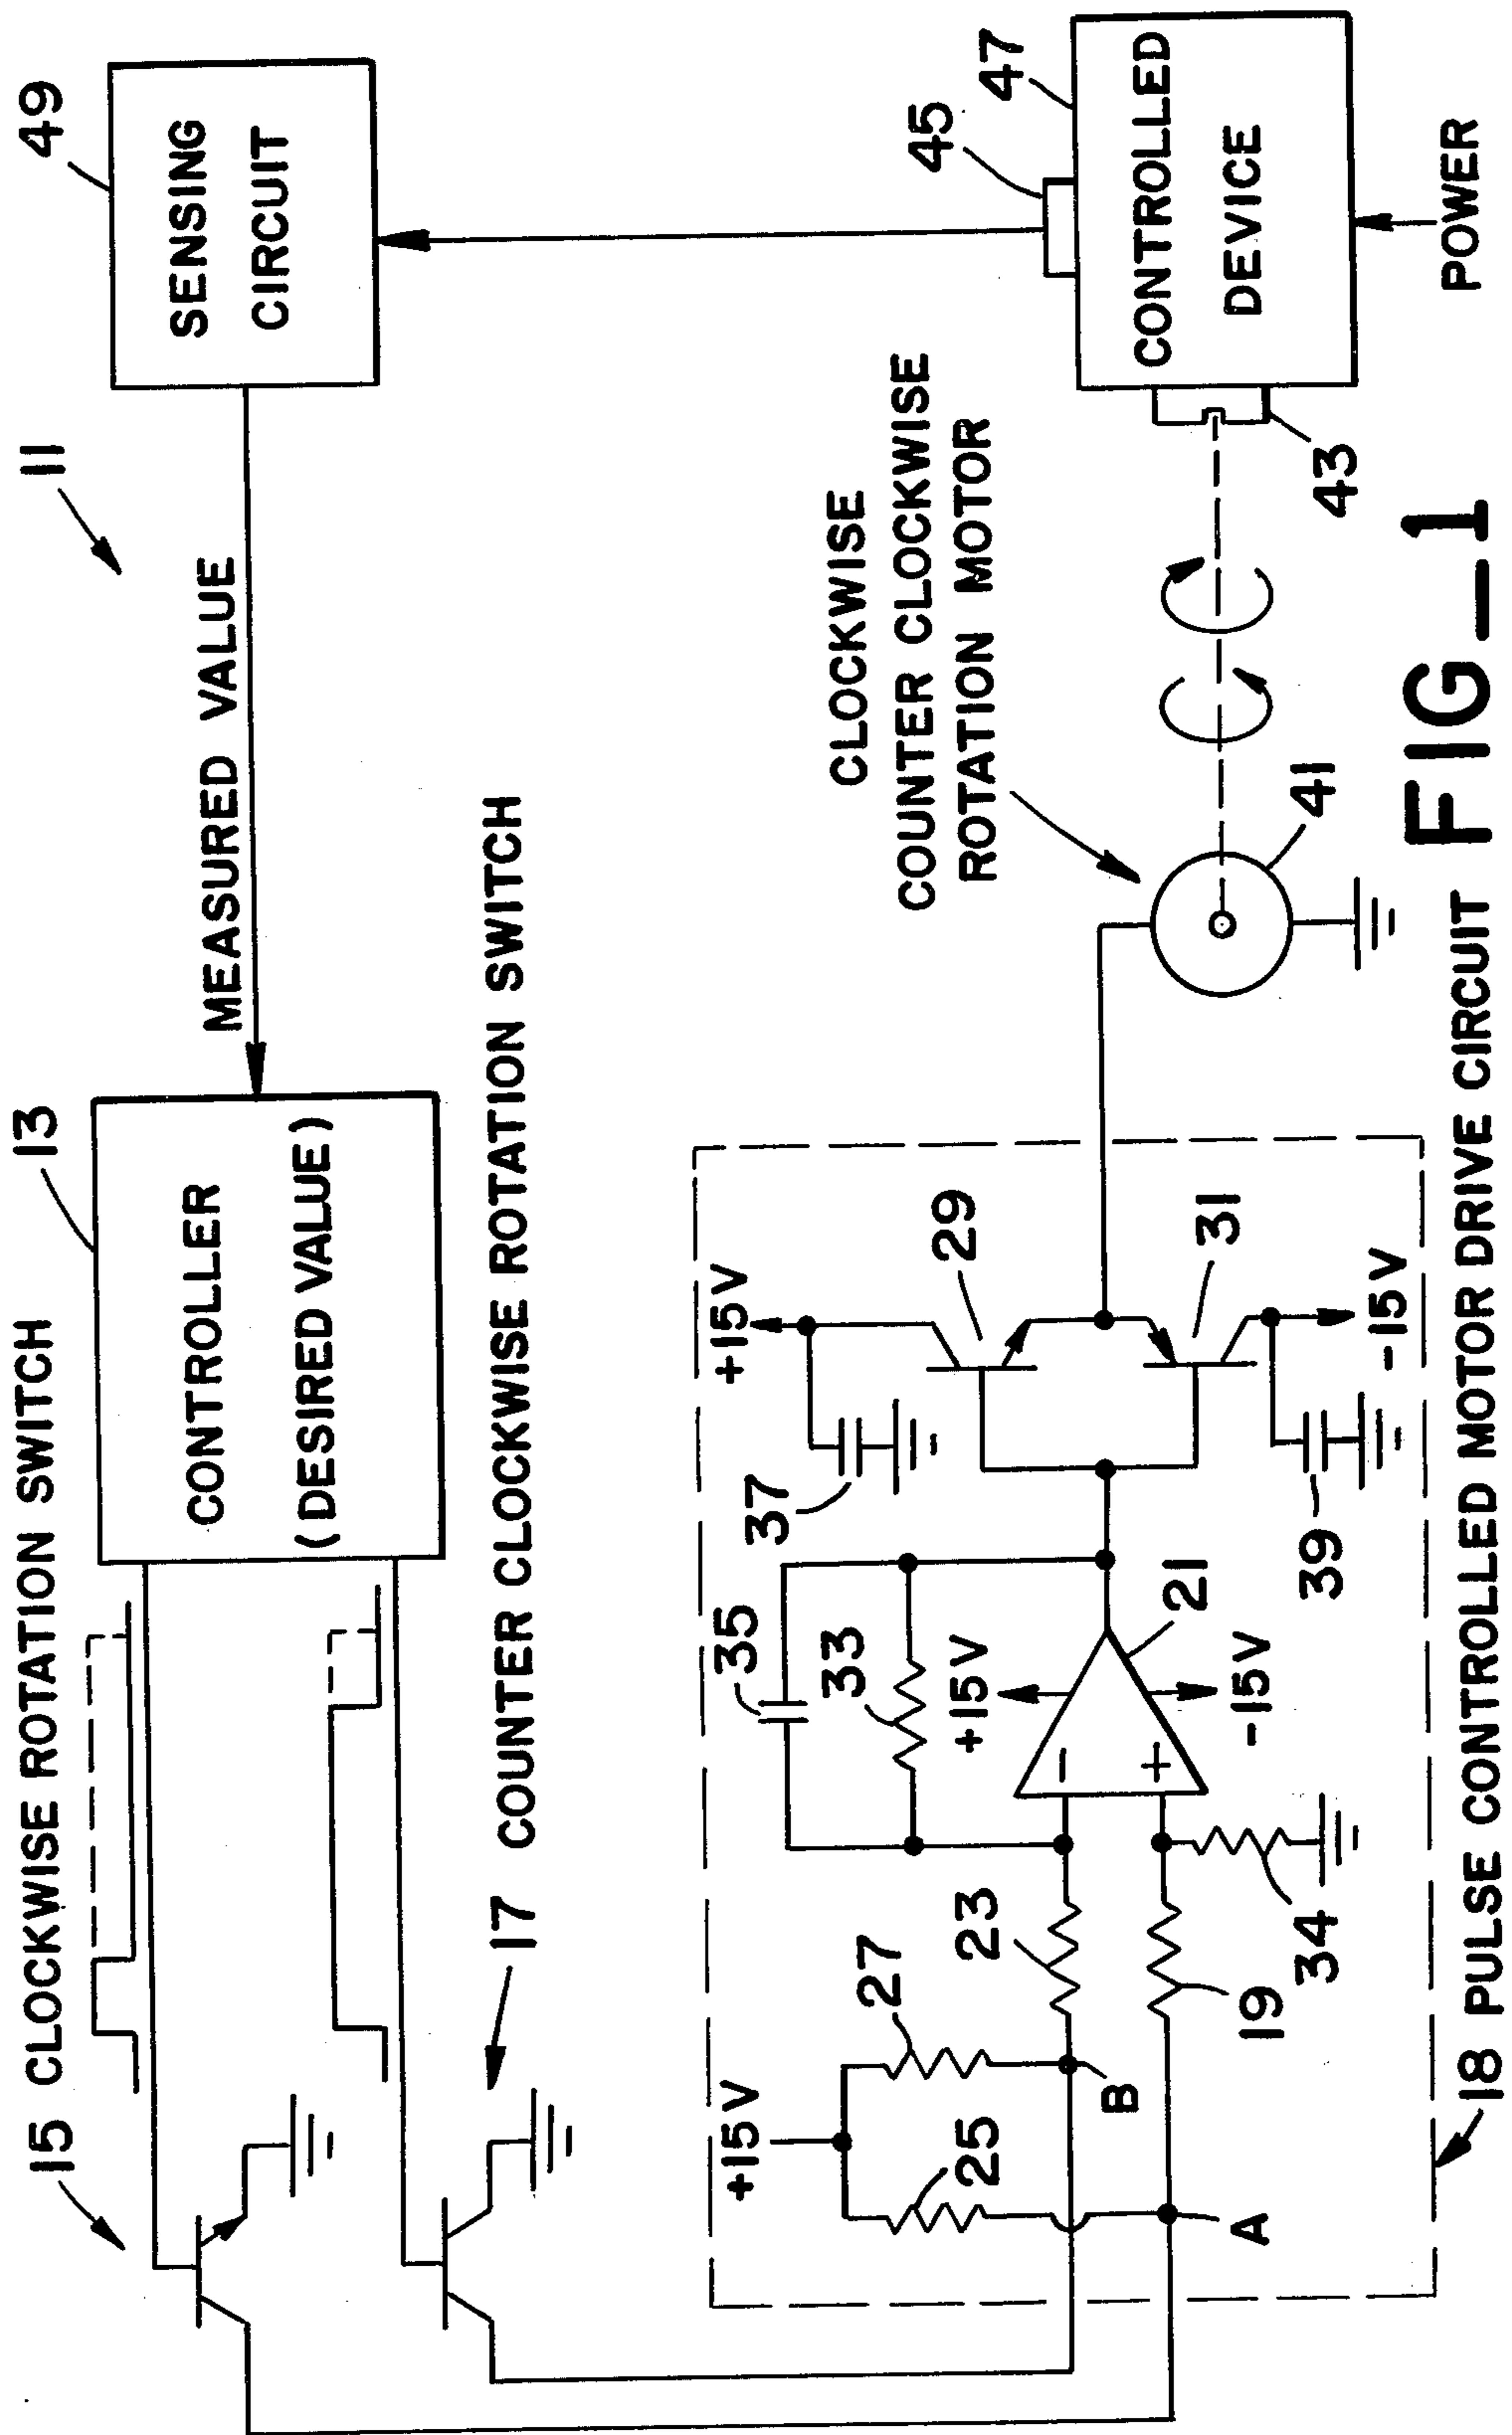 11
15 CLOCKWISE ROTATION SWITCH
13
CONTROLLER
(DESIRED VALUE)
MEASURED VALUE
49
SENSING
CIRCUIT
17 COUNTER CLOCKWISE ROTATION SWITCH
+15V
25
27
B
A
23
19
34
35
33
+15V
-
+
21
-15V
37
+15V
29
31
39
-15V
CLOCKWISE
COUNTER CLOCKWISE
ROTATION MOTOR
41
43
45
47
CONTROLLED
DEVICE
POWER
18 PULSE CONTROLLED MOTOR DRIVE CIRCUIT
FIG_1